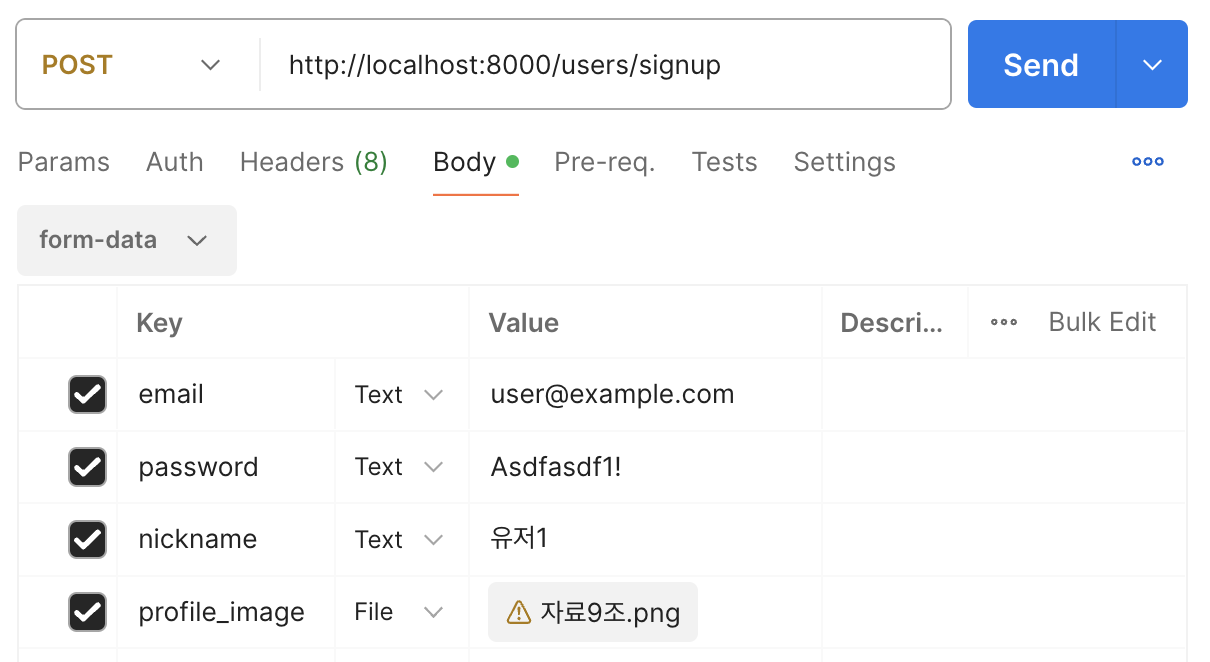 POST http://localhost:8000/users/signup Send
Params Auth Headers (8) Body Pre-req. Tests Settings
form-data
Key Value Descri... Bulk Edit
email Text user@example.com
password Text Asdfasdf1!
nickname Text 유저1
profile_image File 자료9조.png